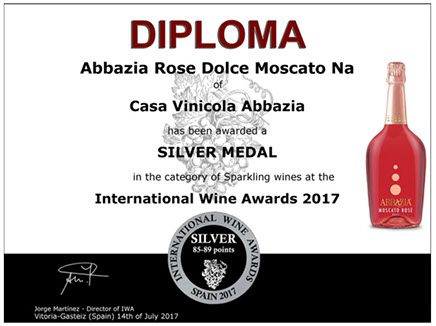 DIPLOMA
Abbazia Rose Dolce Moscato Na
of
Casa Vinicola Abbazia
has been awarded a
SILVER MEDAL
in the category of Sparkling wines at the
International Wine Awards 2017
ABBAZIA
MOSCATO ROSE
INTERNATIONAL WINE AWARDS
SILVER
85-89 points
SPAIN 2017
Jorge Martínez - Director of IWA
Vitoria-Gasteiz (Spain) 14th of July 2017